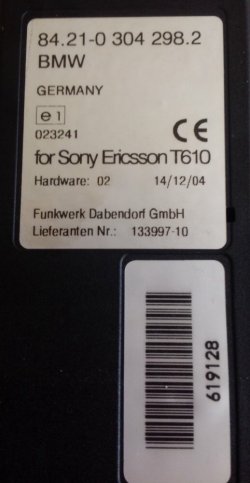 84.21-0 304 298.2
BMW
GERMANY
e1
023241 CE
for Sony Ericsson T610
Hardware: 02 14/12/04
Funkwerk Dabendorf GmbH
Lieferanten Nr.: 133997-10
619128